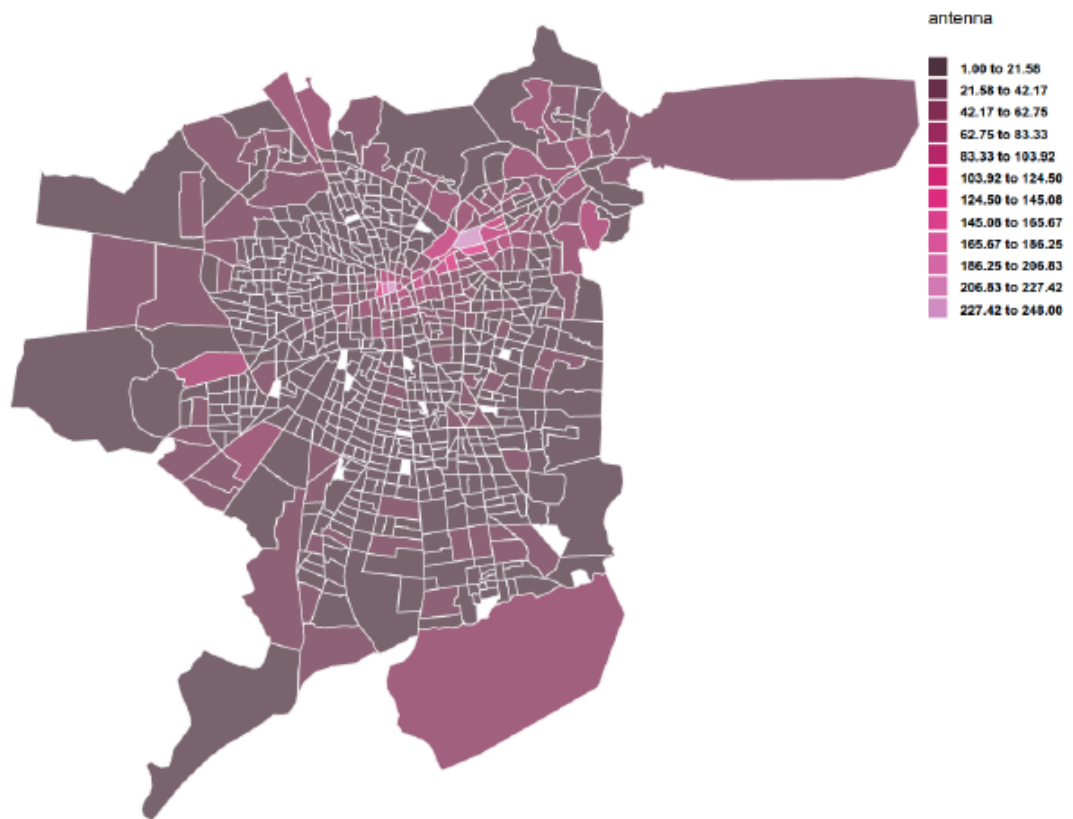 antenna
1.00 to 21.58
21.58 to 42.17
42.17 to 62.75
62.75 to 83.33
83.33 to 103.92
103.92 to 124.50
124.50 to 145.08
145.08 to 165.67
165.67 to 186.25
186.25 to 206.83
206.83 to 227.42
227.42 to 248.00